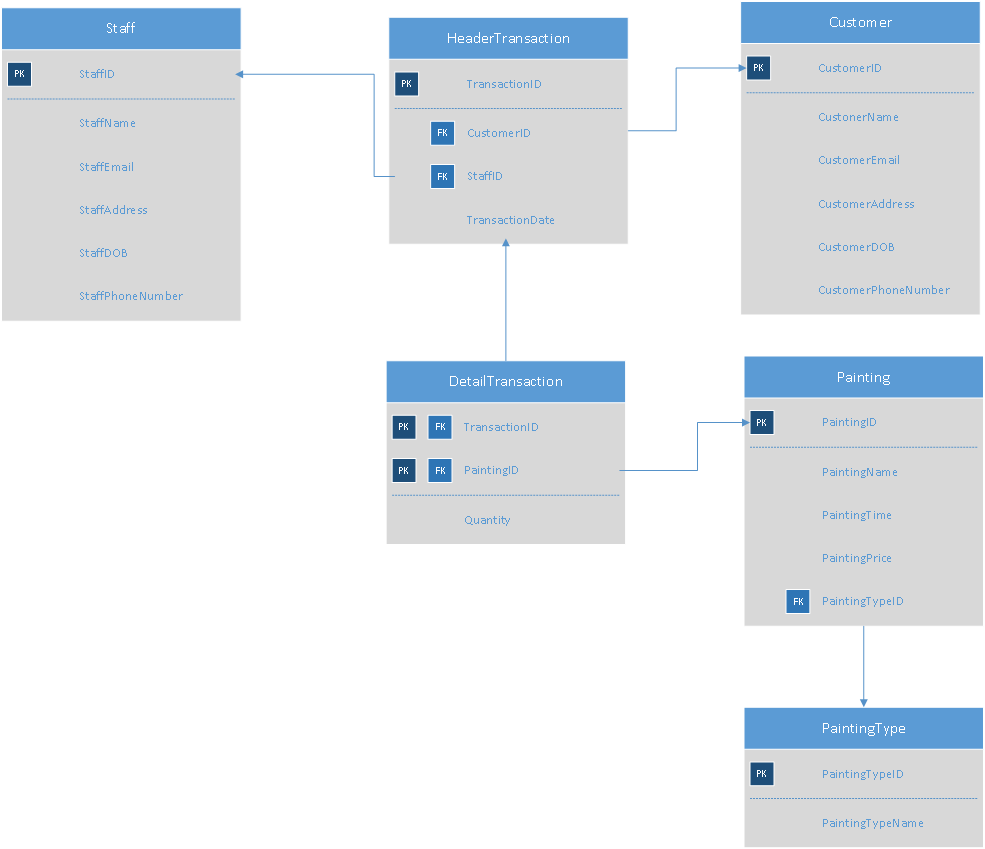 Staff
PK StaffID
StaffName
StaffEmail
StaffAddress
StaffDOB
StaffPhoneNumber
HeaderTransaction
PK TransactionID
FK CustomerID
FK StaffID
TransactionDate
Customer
PK CustomerID
CustonerName
CustomerEmail
CustomerAddress
CustomerDOB
CustomerPhoneNumber
DetailTransaction
PK FK TransactionID
PK FK PaintingID
Quantity
Painting
PK PaintingID
PaintingName
PaintingTime
PaintingPrice
FK PaintingTypeID
PaintingType
PK PaintingTypeID
PaintingTypeName